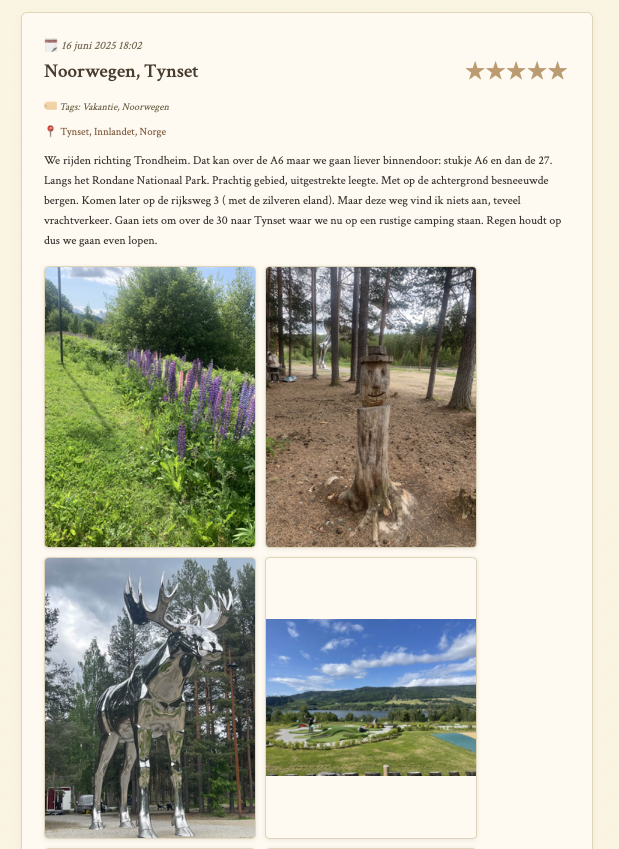 16 juni 2025 18:02
Noorwegen, Tynset
★★★★★
Tags: Vakantie, Noorwegen
Tynset, Innlandet, Norge
We rijden richting Trondheim. Dat kan over de A6 maar we gaan liever binnendoor: stukje A6 en dan de 27.
Langs het Rondane Nationaal Park. Prachtig gebied, uitgestrekte leegte. Met op de achtergrond besneeuwde
bergen. Komen later op de rijksweg 3 ( met de zilveren eland). Maar deze weg vind ik niets aan, teveel
vrachtverkeer. Gaan iets om over de 30 naar Tynset waar we nu op een rustige camping staan. Regen houdt op
dus we gaan even lopen.